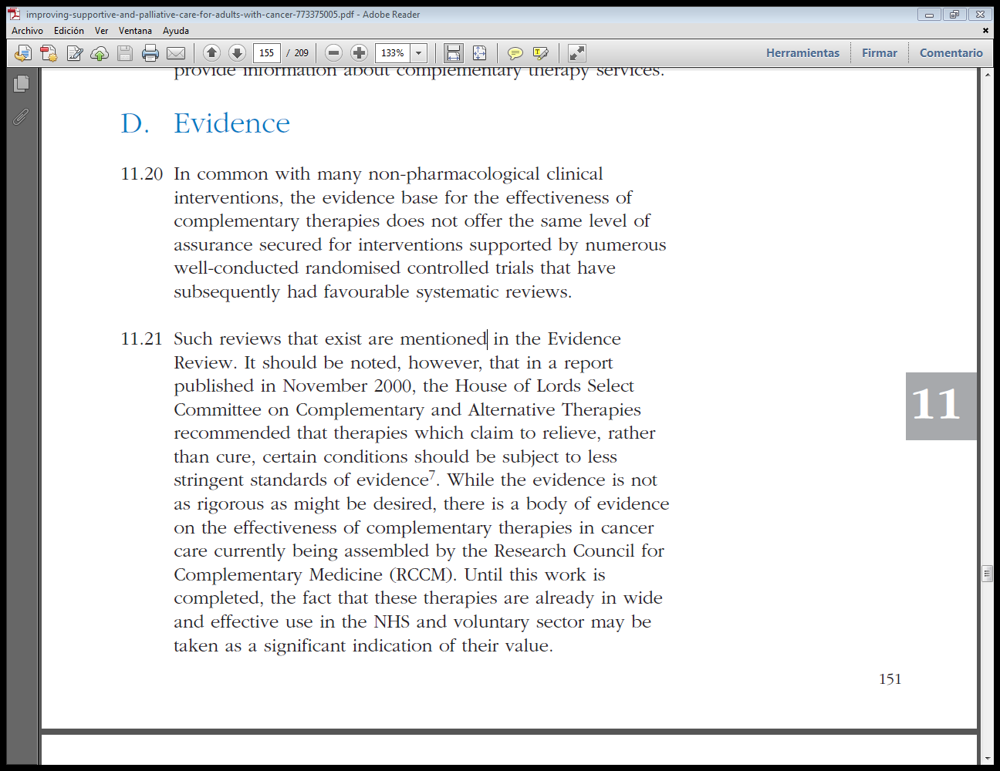 improving-supportive-and-palliative-care-for-adults-with-cancer-773375005.pdf - Adobe Reader
Archivo Edición Ver Ventana Ayuda
155 / 209 133% Herramientas Firmar Comentario
provide information about complementary therapy services.
D. Evidence
11.20 In common with many non-pharmacological clinical
interventions, the evidence base for the effectiveness of
complementary therapies does not offer the same level of
assurance secured for interventions supported by numerous
well-conducted randomised controlled trials that have
subsequently had favourable systematic reviews.
11.21 Such reviews that exist are mentioned in the Evidence
Review. It should be noted, however, that in a report
published in November 2000, the House of Lords Select
Committee on Complementary and Alternative Therapies
recommended that therapies which claim to relieve, rather
than cure, certain conditions should be subject to less
stringent standards of evidence7. While the evidence is not
as rigorous as might be desired, there is a body of evidence
on the effectiveness of complementary therapies in cancer
care currently being assembled by the Research Council for
Complementary Medicine (RCCM). Until this work is
completed, the fact that these therapies are already in wide
and effective use in the NHS and voluntary sector may be
taken as a significant indication of their value.
11
151